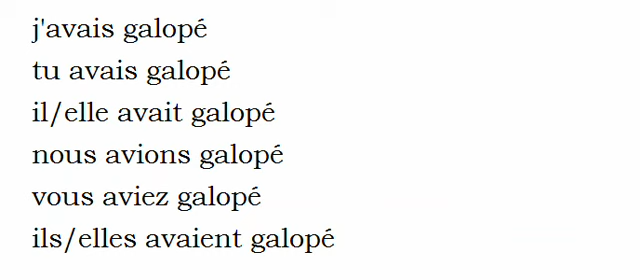 j'avais galopé
tu avais galopé
il/elle avait galopé
nous avions galopé
vous aviez galopé
ils/elles avaient galopé